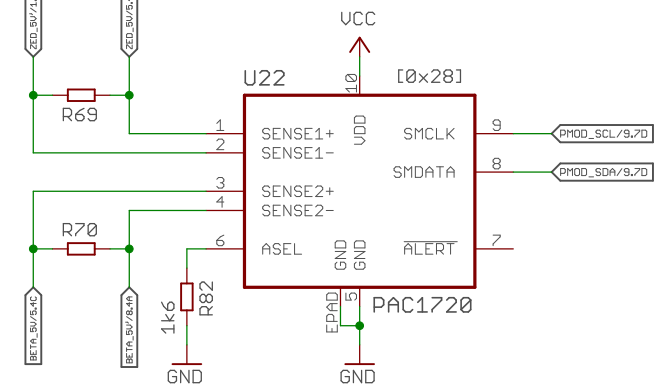 ZED_5V'/1.
ZED_5V/5.
VCC
U22
[0x28]
10
R69
1
SENSE1+
VDD
SMCLK
9
PMOD_SCL/9.7D
2
SENSE1-
3
SENSE2+
SMDATA
8
PMOD_SDA/9.7D
4
SENSE2-
R70
6
ASEL
GND
GND
ALERT
7
1k6
R82
EPAD
5
PAC1720
BETA_5V/5.4C
BETA_5V'/8.4A
GND
GND